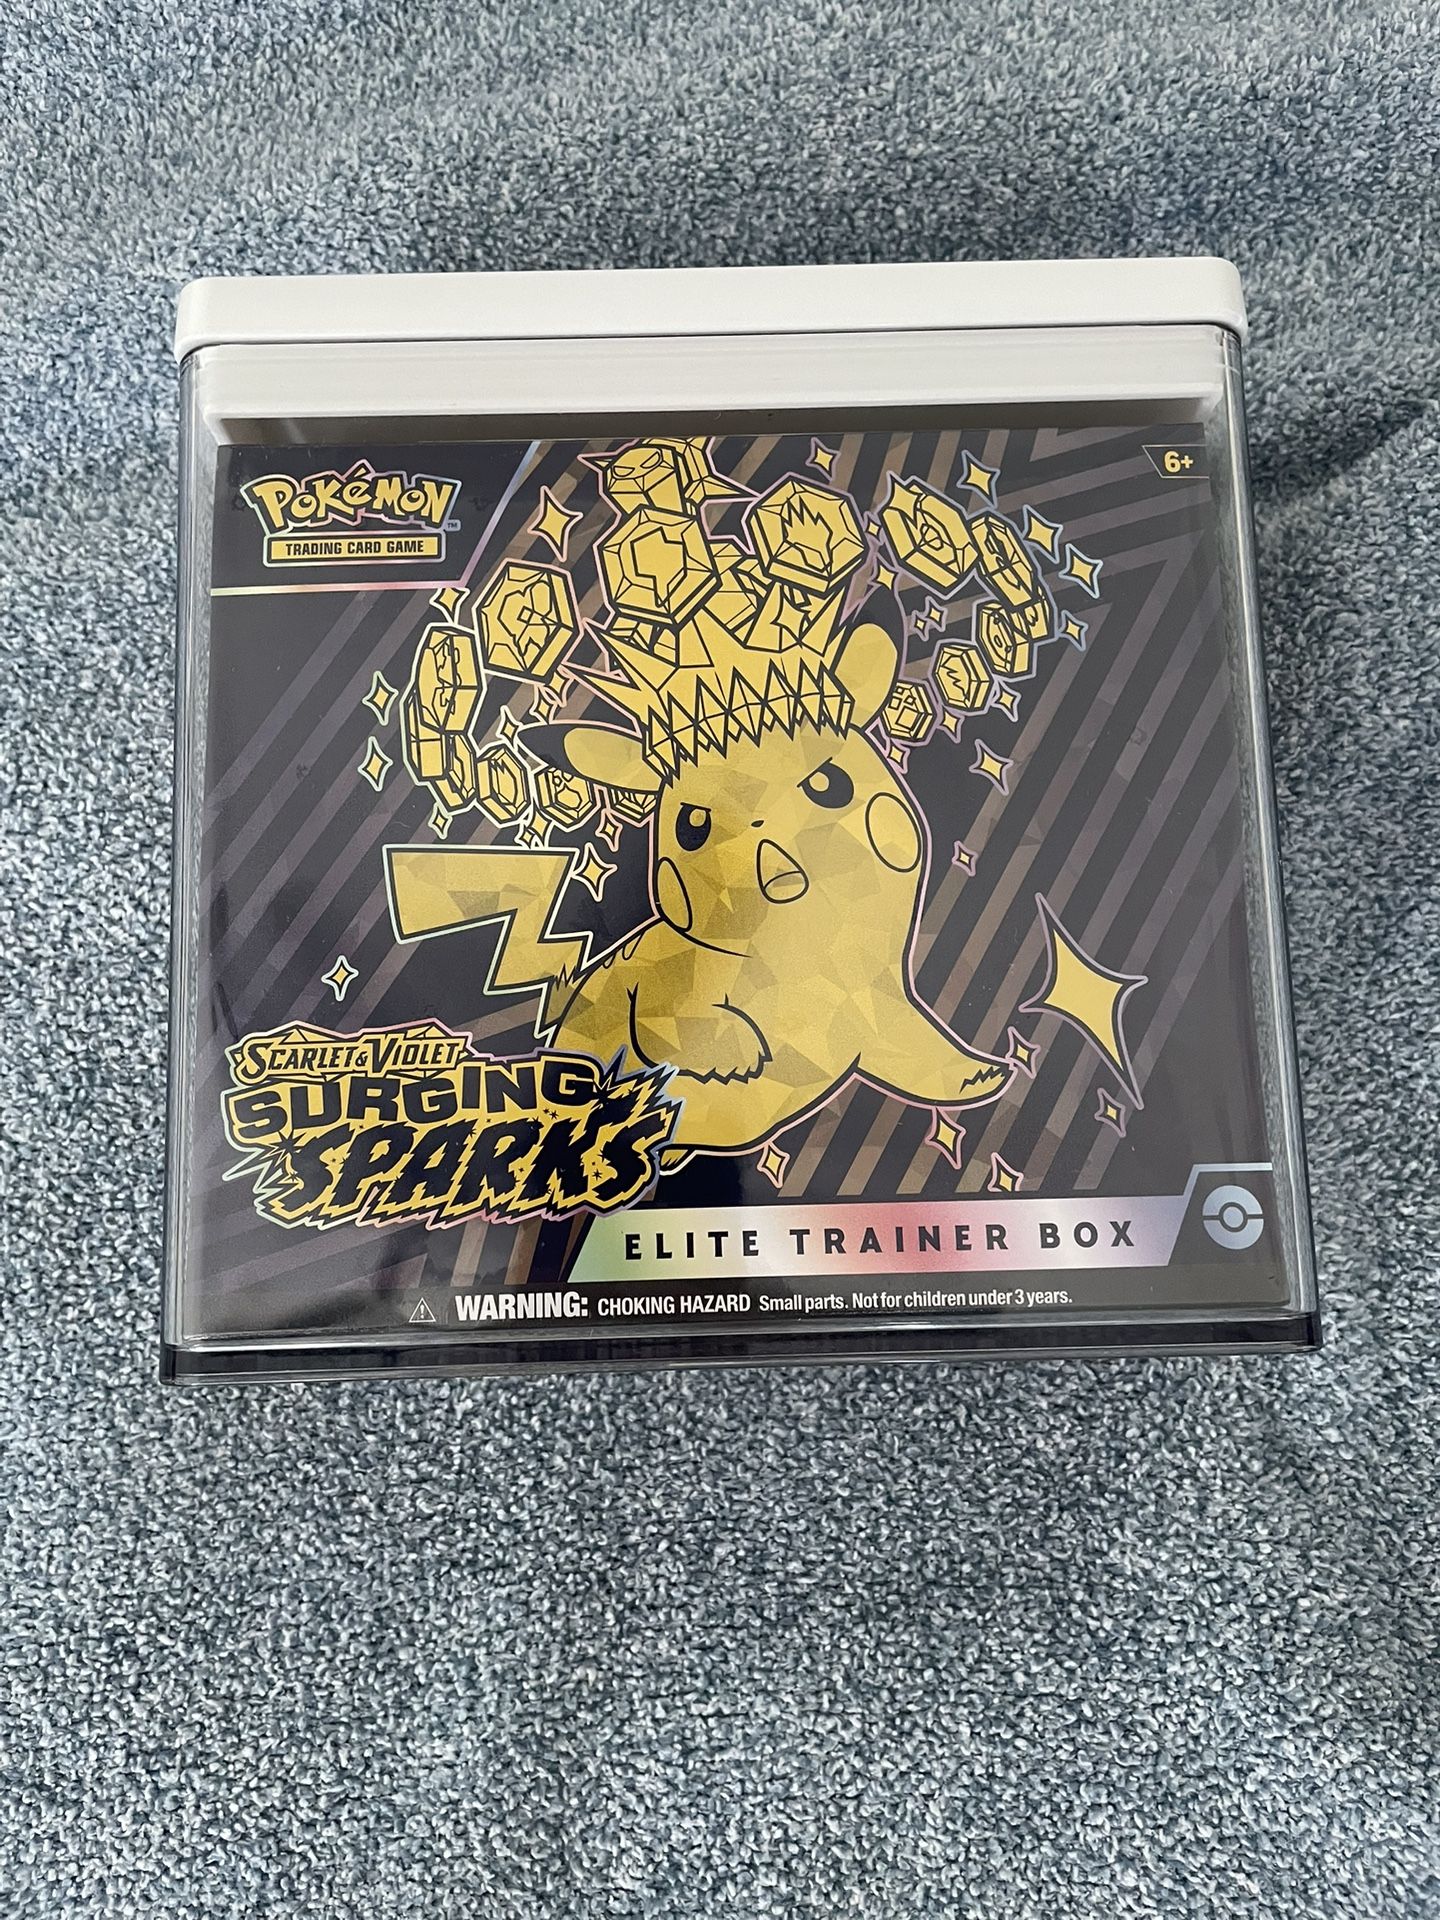 POKéMON™
TRADING CARD GAME
6+
SCARLET & VIOLET
SURGING
SPARKS
ELITE TRAINER BOX
WARNING: CHOKING HAZARD Small parts. Not for children under 3 years.